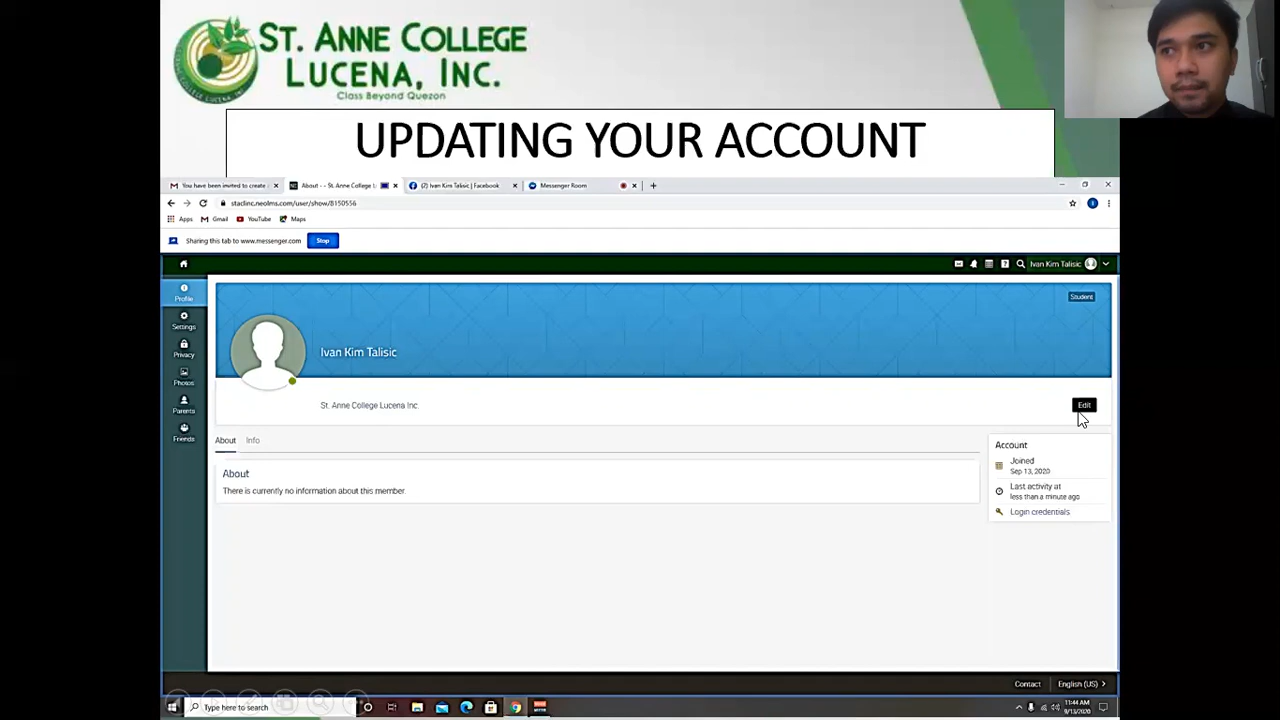 ST. ANNE COLLEGE
LUCENA, INC.
Class Beyond Quezon
UPDATING YOUR ACCOUNT
You have been invited to create
About - - St. Anne College L
(2) Ivan Kim Talisic | Facebook
Messenger Room
staclinc.neolms.com/user/show/8150556
Apps
Gmail
YouTube
Maps
Sharing this tab to www.messenger.com
Stop
Ivan Kim Talisic
Profile
Settings
Privacy
Photos
Parents
Friends
Student
Ivan Kim Talisic
St. Anne College Lucena Inc.
Edit
About
Info
About
There is currently no information about this member.
Account
Joined
Sep 13, 2020
Last activity at
less than a minute ago
Login credentials
Contact
English (US)
Type here to search
11:44 AM
9/13/2020